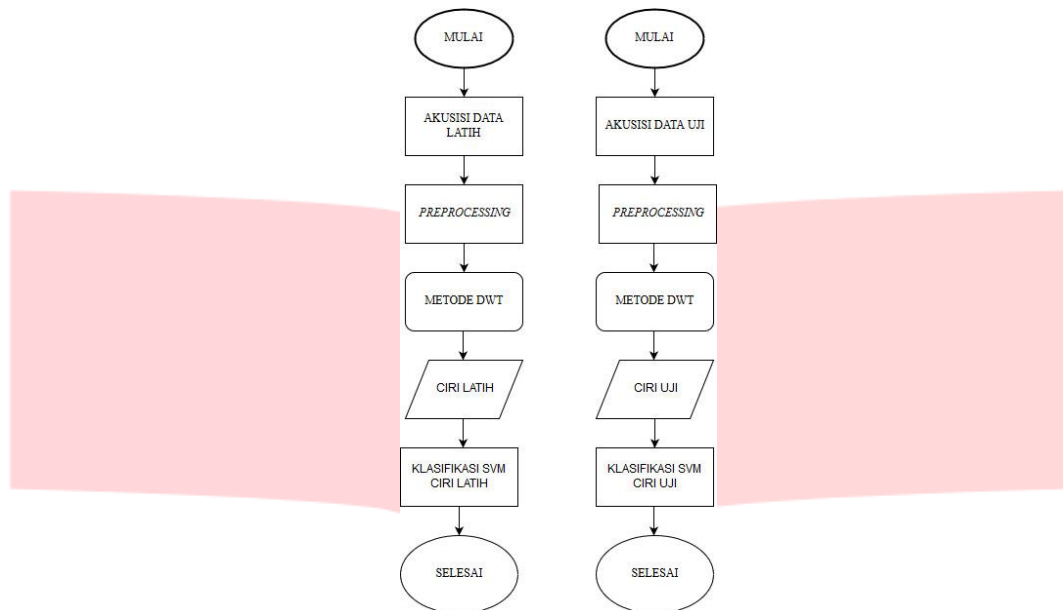 MULAI
AKUSISI DATA
LATIH
PREPROCESSING
METODE DWT
CIRI LATIH
KLASIFIKASI SVM
CIRI LATIH
SELESAI
MULAI
AKUSISI DATA UJI
PREPROCESSING
METODE DWT
CIRI UJI
KLASIFIKASI SVM
CIRI UJI
SELESAI